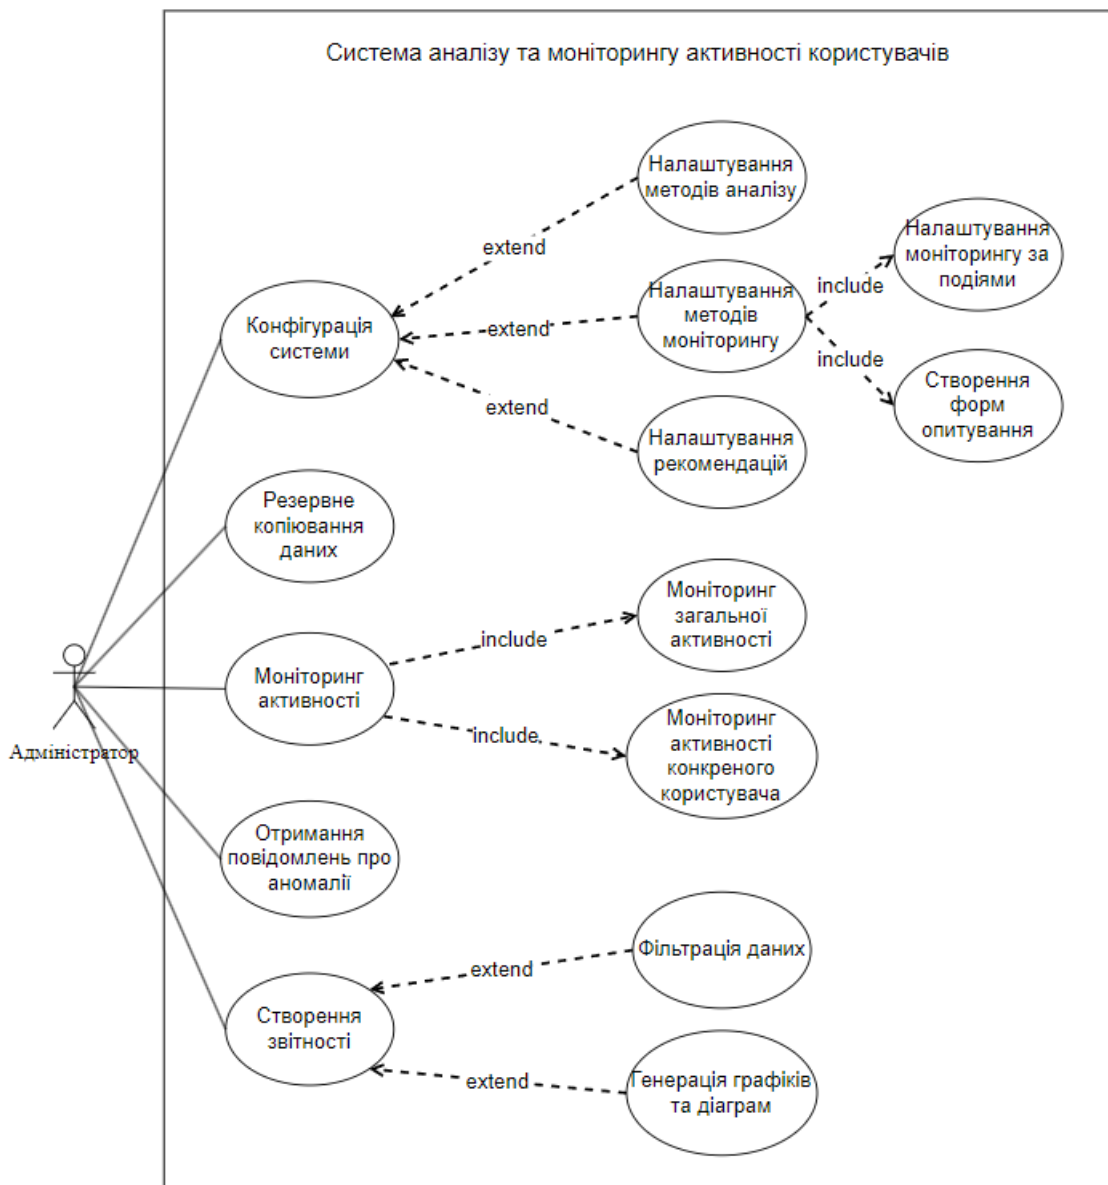 Система аналізу та моніторингу активності користувачів
Налаштування
методів аналізу
extend
Налаштування
моніторингу за
подіями
include
Налаштування
методів
моніторингу
Конфігурація
системи
extend
include
Створення
форм
опитування
extend
Налаштування
рекомендацій
Резервне
копіювання
даних
Моніторинг
загальної
активності
include
Моніторинг
активності
Моніторинг
активності
конкреного
користувача
include
Адміністратор
Отримання
повідомлень про
аномалії
Фільтрація даних
extend
Створення
звітності
extend
Генерація графіків
та діаграм